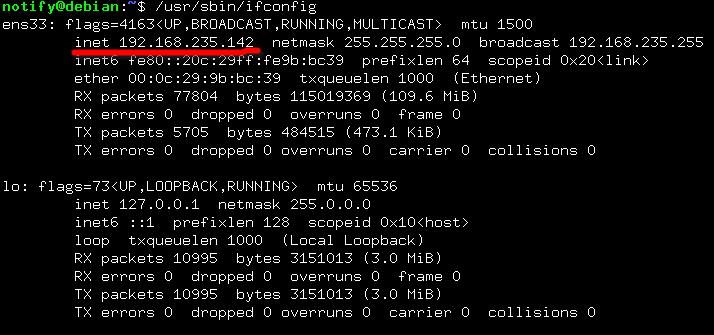 notify@debian:~$ /usr/sbin/ifconfig
ens33: flags=4163<UP,BROADCAST,RUNNING,MULTICAST>  mtu 1500
        inet 192.168.235.142  netmask 255.255.255.0  broadcast 192.168.235.255
        inet6 fe80::20c:29ff:fe9b:bc39  prefixlen 64  scopeid 0x20<link>
        ether 00:0c:29:9b:bc:39  txqueuelen 1000  (Ethernet)
        RX packets 77804  bytes 115019369 (109.6 MiB)
        RX errors 0  dropped 0  overruns 0  frame 0
        TX packets 5705  bytes 484515 (473.1 KiB)
        TX errors 0  dropped 0 overruns 0  carrier 0  collisions 0

lo: flags=73<UP,LOOPBACK,RUNNING>  mtu 65536
        inet 127.0.0.1  netmask 255.0.0.0
        inet6 ::1  prefixlen 128  scopeid 0x10<host>
        loop  txqueuelen 1000  (Local Loopback)
        RX packets 10995  bytes 3151013 (3.0 MiB)
        RX errors 0  dropped 0  overruns 0  frame 0
        TX packets 10995  bytes 3151013 (3.0 MiB)
        TX errors 0  dropped 0 overruns 0  carrier 0  collisions 0